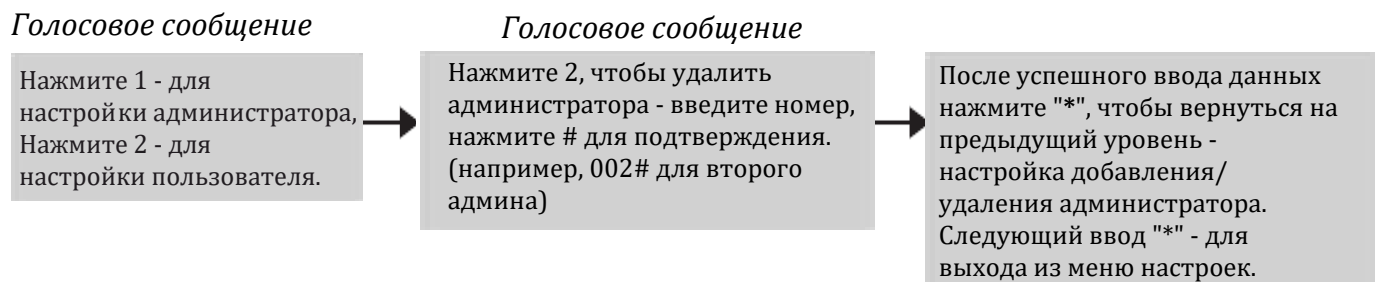 Голосовое сообщение
Нажмите 1 - для
настройки администратора,
Нажмите 2 - для
настройки пользователя.
Голосовое сообщение
Нажмите 2, чтобы удалить
администратора - введите номер,
нажмите # для подтверждения.
(например, 002# для второго
админа)
После успешного ввода данных
нажмите "*", чтобы вернуться на
предыдущий уровень -
настройка добавления/
удаления администратора.
Следующий ввод "*" - для
выхода из меню настроек.